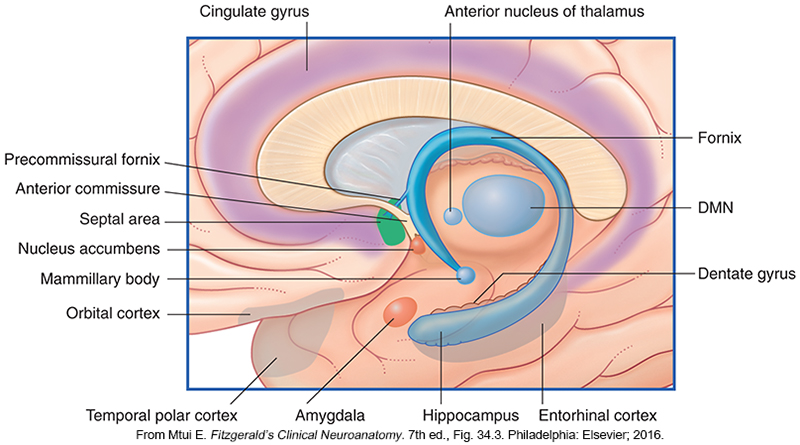 Cingulate gyrus
Anterior nucleus of thalamus
Precommissural fornix
Anterior commissure
Septal area
Nucleus accumbens
Mammillary body
Orbital cortex
Fornix
DMN
Dentate gyrus
Temporal polar cortex
Amygdala
Hippocampus
Entorhinal cortex
From Mtui E. Fitzgerald's Clinical Neuroanatomy. 7th ed., Fig. 34.3. Philadelphia: Elsevier; 2016.